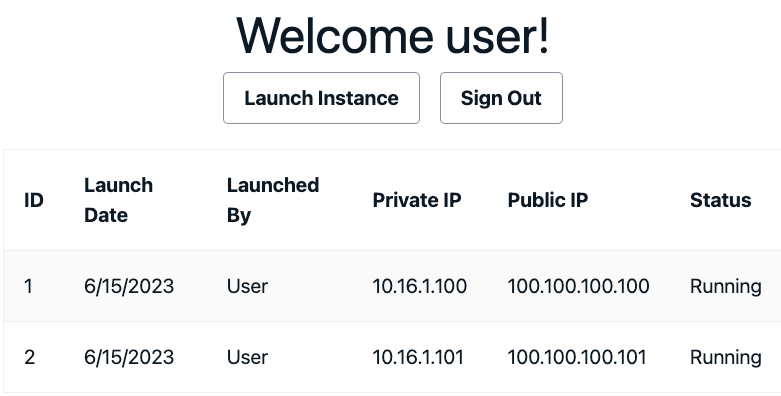 Welcome user!
Launch Instance Sign Out
ID Launch Date Launched By Private IP Public IP Status
1 6/15/2023 User 10.16.1.100 100.100.100.100 Running
2 6/15/2023 User 10.16.1.101 100.100.100.101 Running